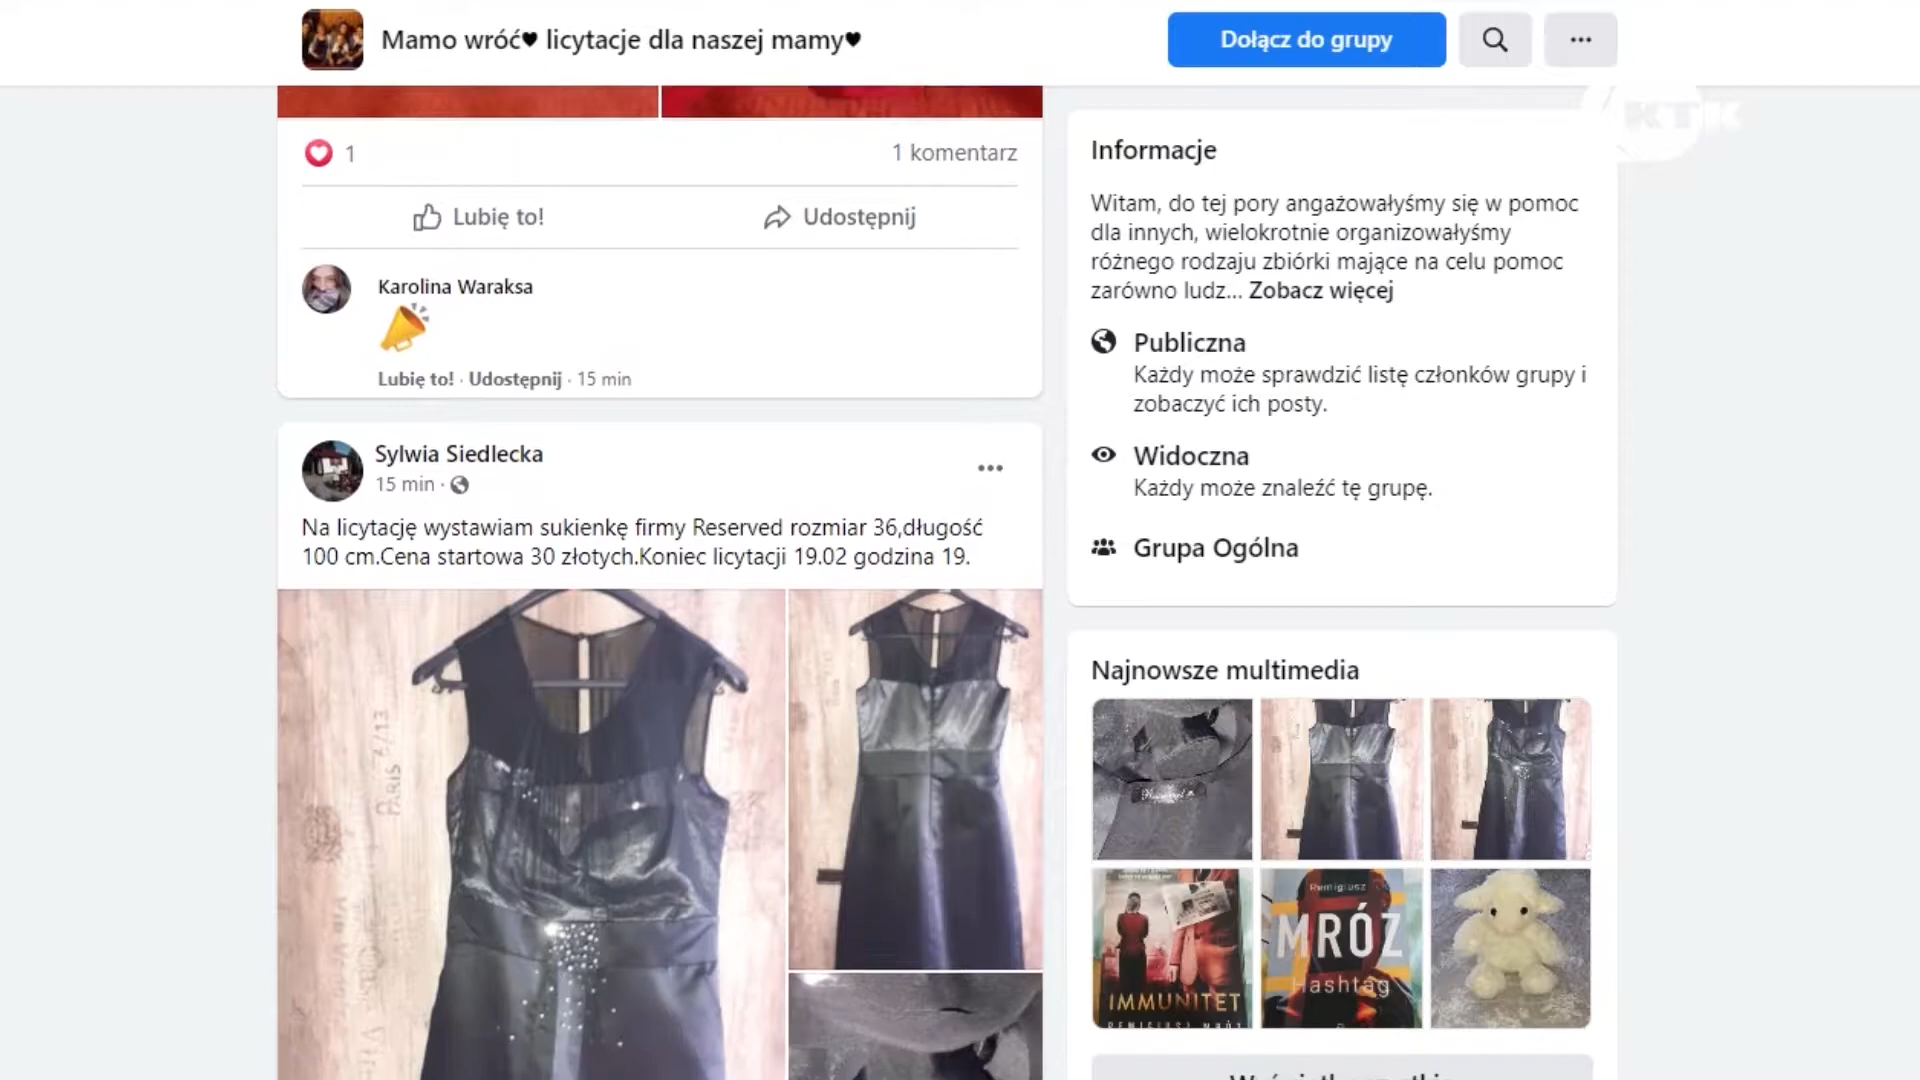 Mamo wróć♥ licytacje dla naszej mamy♥
Dołącz do grupy
KTK
1
1 komentarz
Lubię to!
Udostępnij
Karolina Waraksa
Lubię to! · Udostępnij · 15 min
Sylwia Siedlecka
15 min ·
Na licytację wystawiam sukienkę firmy Reserved rozmiar 36,długość
100 cm.Cena startowa 30 złotych.Koniec licytacji 19.02 godzina 19.
PARIS
Informacje
Witam, do tej pory angażowałyśmy się w pomoc
dla innych, wielokrotnie organizowałyśmy
różnego rodzaju zbiórki mające na celu pomoc
zarówno ludz... Zobacz więcej
Publiczna
Każdy może sprawdzić listę członków grupy i
zobaczyć ich posty.
Widoczna
Każdy może znaleźć tę grupę.
Grupa Ogólna
Najnowsze multimedia
IMMUNITET
REMIGIUSZ MRÓZ
Remigiusz
MRÓZ
Hashtag